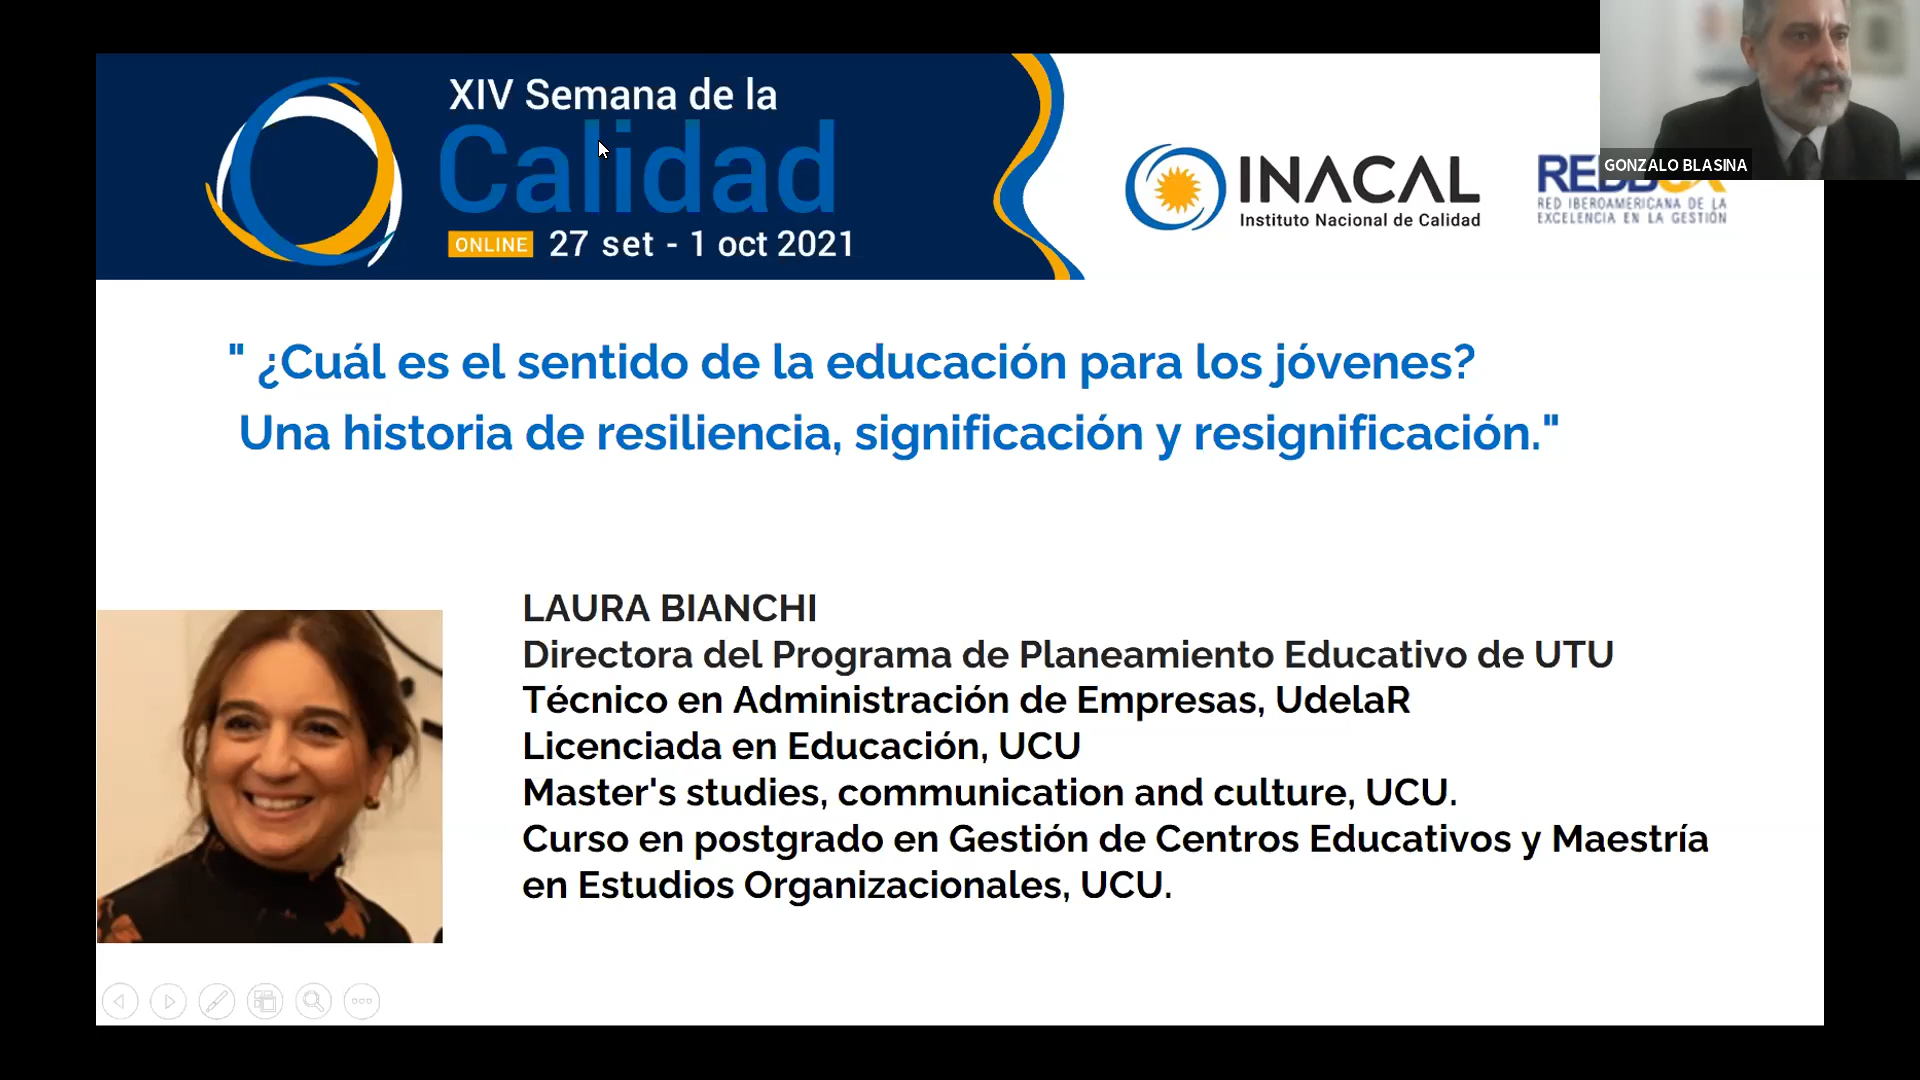 XIV Semana de la
Calidad
ONLINE 27 set - 1 oct 2021
INACAL
Instituto Nacional de Calidad
RED IBEROAMERICANA DE LA
EXCELENCIA EN LA GESTIÓN
GONZALO BLASINA
" ¿Cuál es el sentido de la educación para los jóvenes?
Una historia de resiliencia, significación y resignificación."
LAURA BIANCHI
Directora del Programa de Planeamiento Educativo de UTU
Técnico en Administración de Empresas, UdelaR
Licenciada en Educación, UCU
Master's studies, communication and culture, UCU.
Curso en postgrado en Gestión de Centros Educativos y Maestría
en Estudios Organizacionales, UCU.